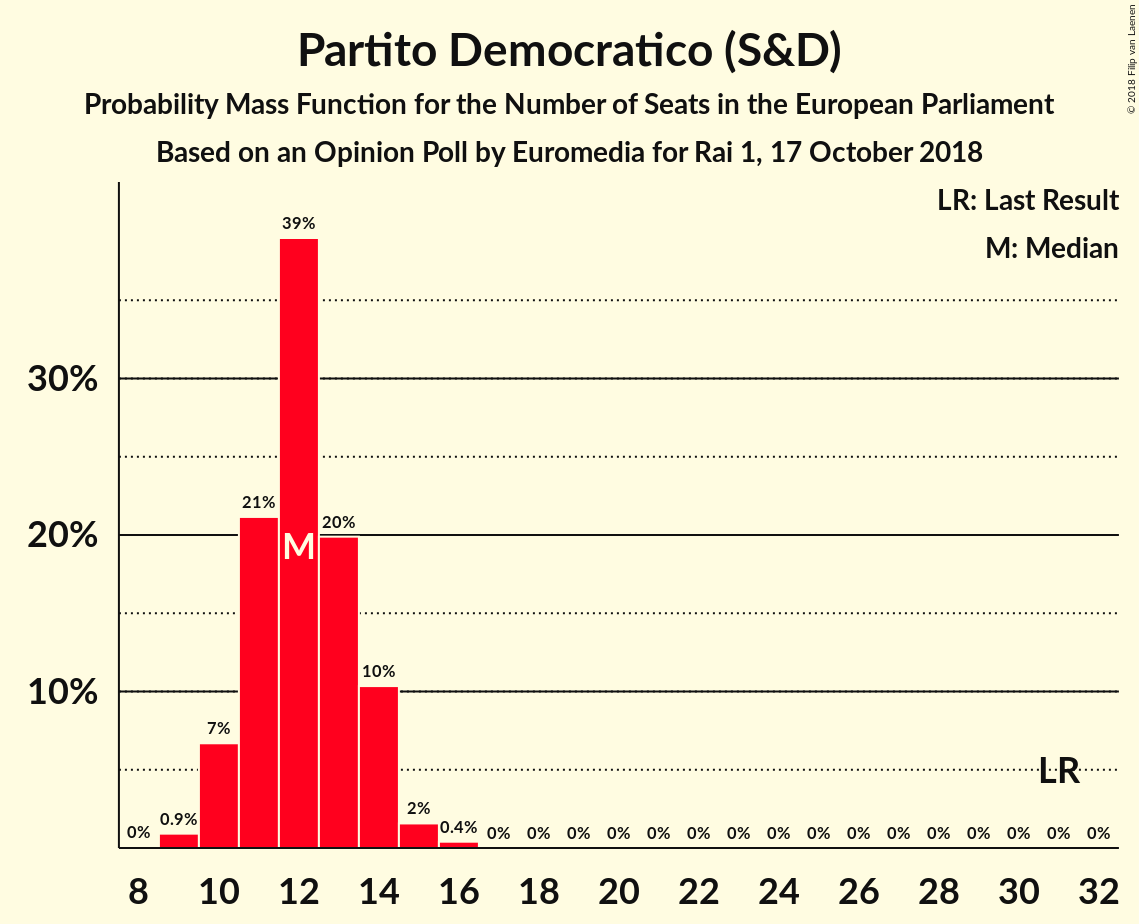 Partito Democratico (S&D)
Probability Mass Function for the Number of Seats in the European Parliament
Based on an Opinion Poll by Euromedia for Rai 1, 17 October 2018
© 2018 Filip van Laenen
LR: Last Result
M: Median
39%
30%
21%
20%
20%
M
10%
10%
7%
LR
2%
0% 0.9% 0.4% 0% 0% 0% 0% 0% 0% 0% 0% 0% 0% 0% 0% 0% 0% 0% 0%
8 10 12 14 16 18 20 22 24 26 28 30 32